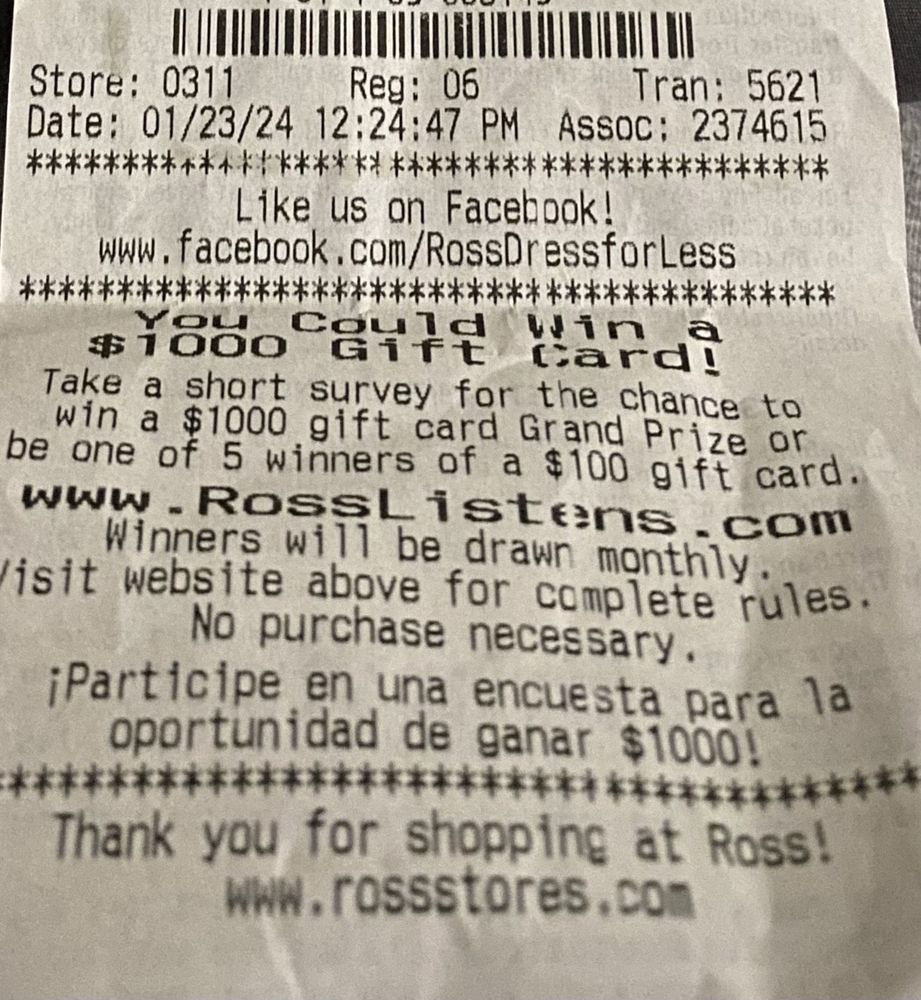 Store: 0311 Reg: 06 Tran: 5621
Date: 01/23/24 12:24:47 PM Assoc: 2374615
******************************************
Like us on Facebook!
www.facebook.com/RossDressforLess
******************************************
You Could Win a
$1000 Gift Card!
Take a short survey for the chance to
win a $1000 gift card Grand Prize or
be one of 5 winners of a $100 gift card.
www.RossListens.com
Winners will be drawn monthly.
Visit website above for complete rules.
No purchase necessary.
¡Participe en una encuesta para la
oportunidad de ganar $1000!
******************************************
Thank you for shopping at Ross!
www.rossstores.com